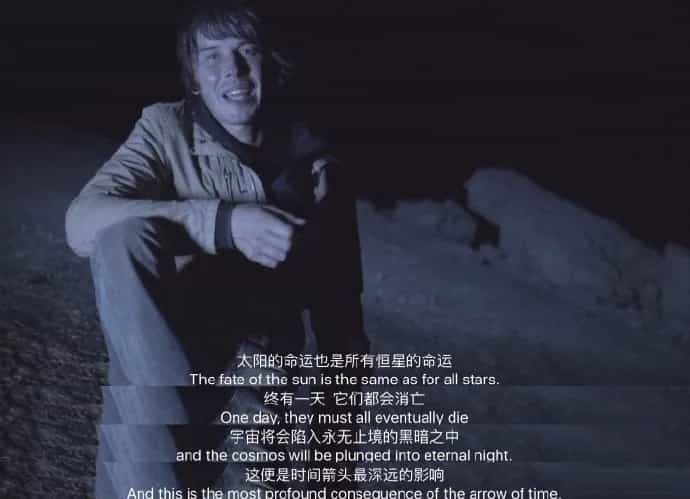 太阳的命运也是所有恒星的命运
The fate of the sun is the same as for all stars.
终有一天 它们都会消亡
One day, they must all eventually die
宇宙将会陷入永无止境的黑暗之中
and the cosmos will be plunged into eternal night.
这便是时间箭头最深远的影响
And this is the most profound consequence of the arrow of time.